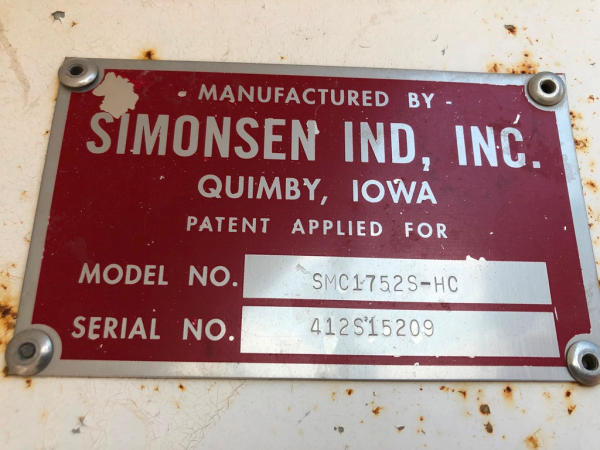 - MANUFACTURED BY -
SIMONSEN IND, INC.
QUIMBY, IOWA
PATENT APPLIED FOR
MODEL NO. SMC1752S-HC
SERIAL NO. 412S15209